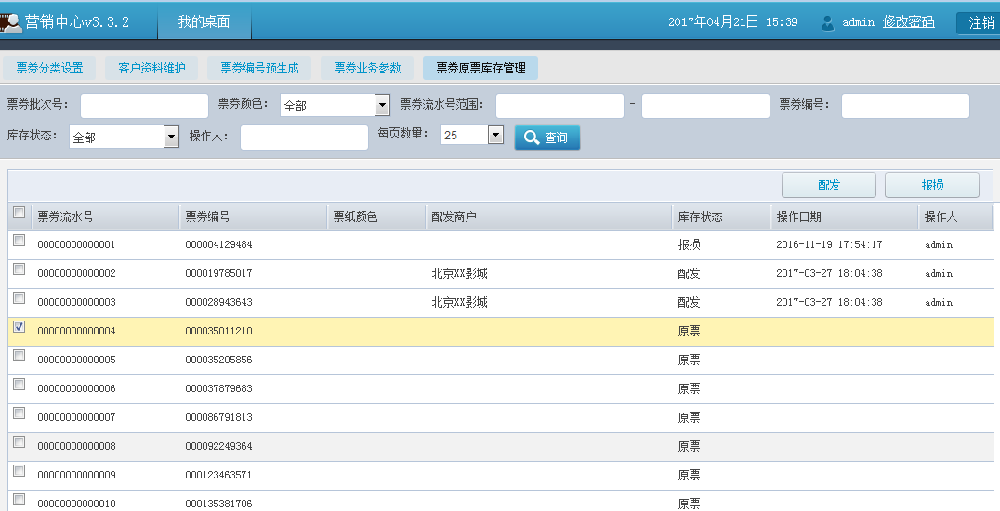 营销中心v3.3.2 我的桌面 2017年04月21日 15:39 admin 修改密码 注销
票券分类设置 客户资料维护 票券编号预生成 票券业务参数 票券原票库存管理
票券批次号： 票券颜色： 全部 票券流水号范围： - 票券编号：
库存状态： 全部 操作人： 每页数量： 25 查询
配发 报损
票券流水号 票券编号 票纸颜色 配发商户 库存状态 操作日期 操作人
00000000000001 000004129484 报损 2016-11-19 17:54:17 admin
00000000000002 000019785017 北京XX影城 配发 2017-03-27 18:04:38 admin
00000000000003 000028943643 北京XX影城 配发 2017-03-27 18:04:38 admin
00000000000004 000035011210 原票
00000000000005 000035205856 原票
00000000000006 000037879683 原票
00000000000007 000086791813 原票
00000000000008 000092249364 原票
00000000000009 000123463571 原票
00000000000010 000135381706 原票